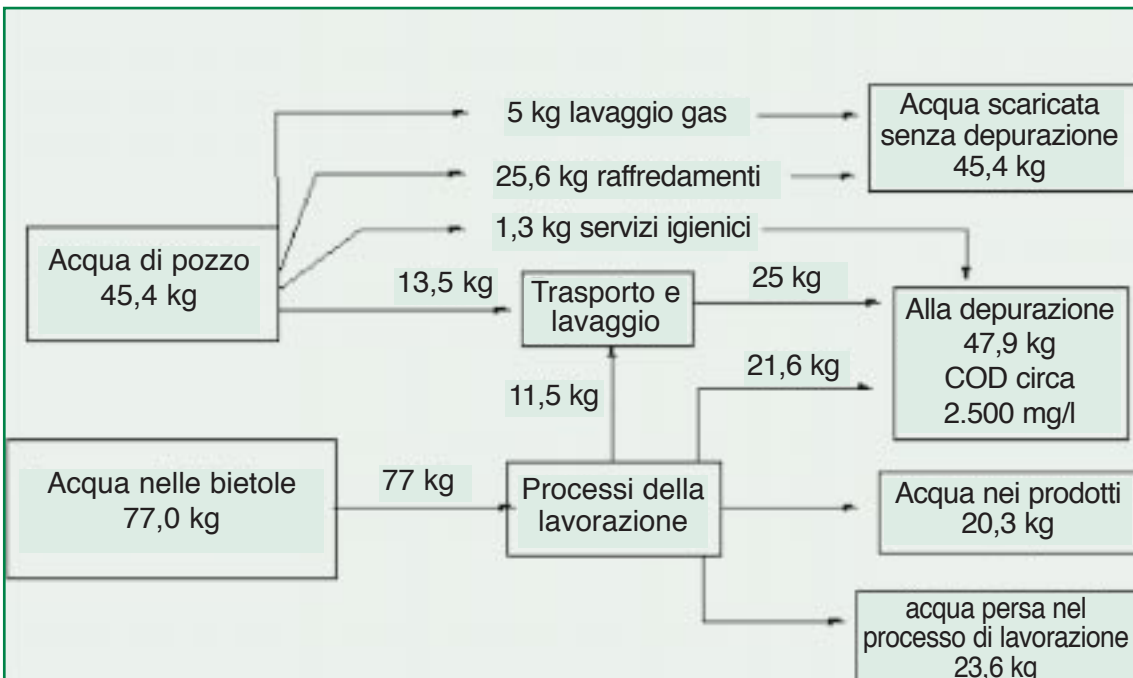 5 kg lavaggio gas
Acqua scaricata
senza depurazione
45,4 kg
25,6 kg raffredamenti
1,3 kg servizi igienici
Acqua di pozzo
45,4 kg
13,5 kg
Trasporto e
lavaggio
25 kg
Alla depurazione
47,9 kg
COD circa
2.500 mg/l
21,6 kg
11,5 kg
Acqua nelle bietole
77,0 kg
77 kg
Processi della
lavorazione
Acqua nei prodotti
20,3 kg
acqua persa nel
processo di lavorazione
23,6 kg